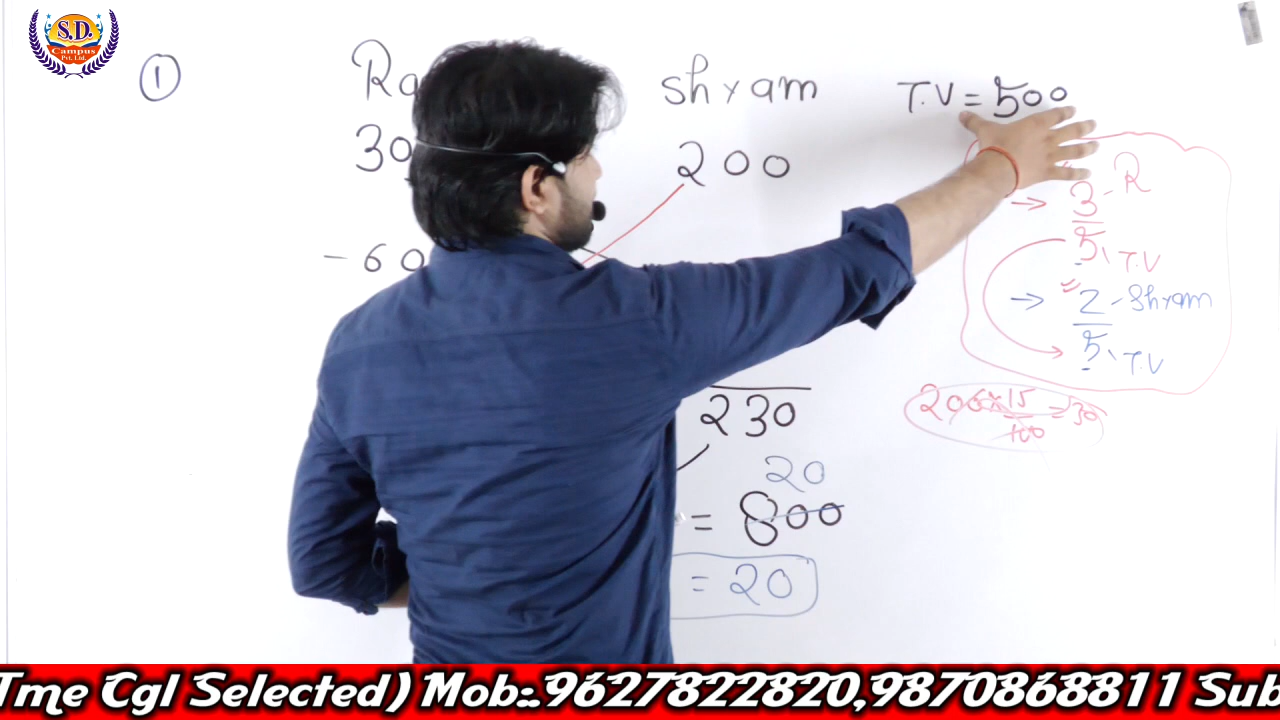 S.D.
Campus
Pvt. Ltd.
1
Ra shyam T.V = 500
30 200
3 - R
5, T.V
- 60
2 - Shyam
5, T.V
230
200 × 15 = 30
100
20
= 800
= 20
Tme Cgl Selected) Mob:.9627822820,9870868811 Sub